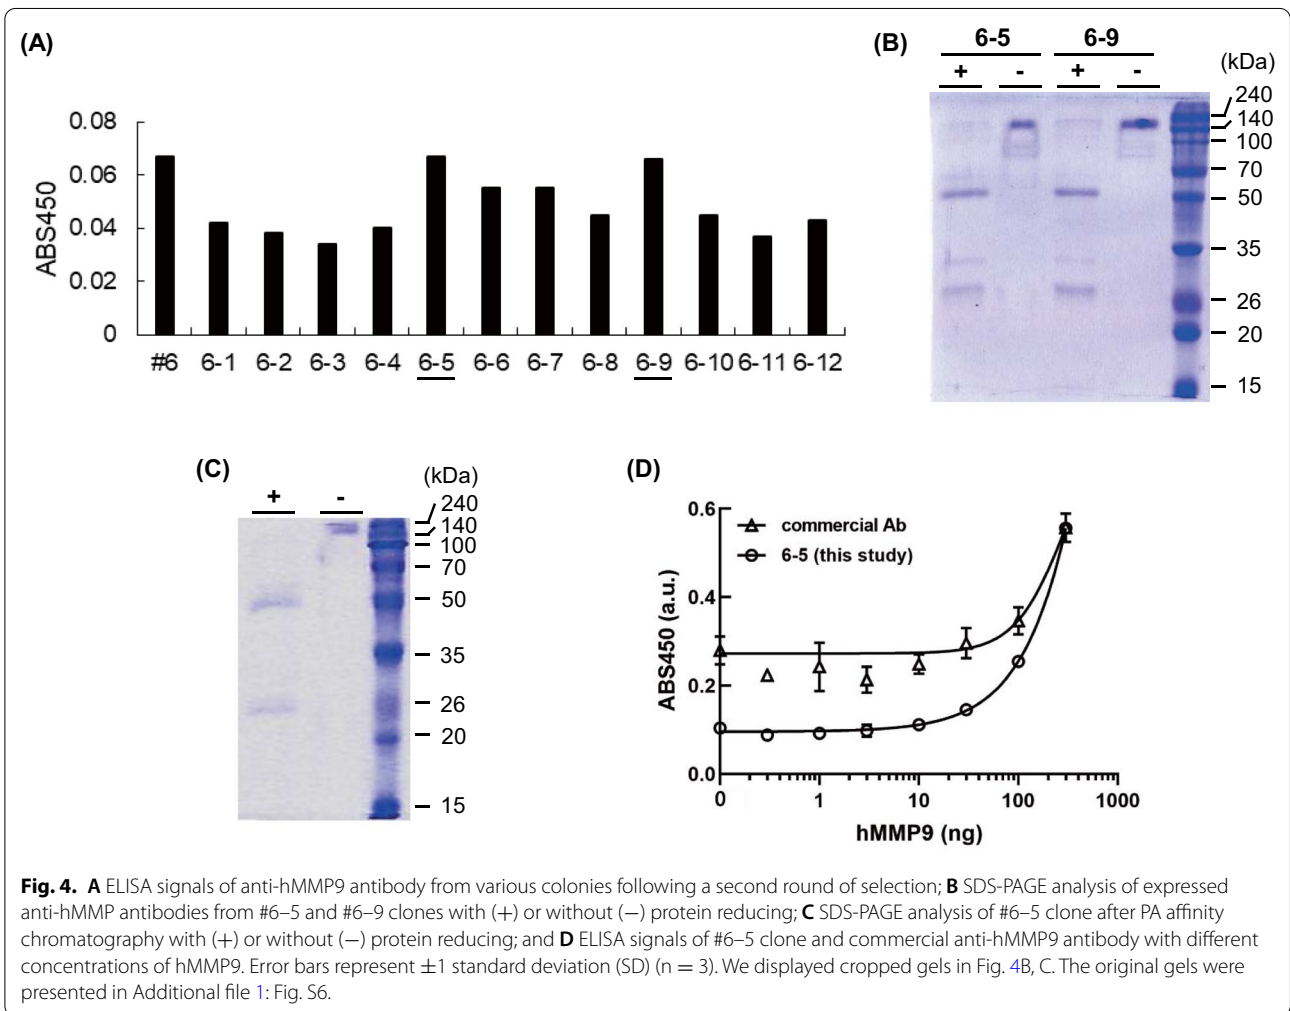 (A)
0.08
0.06
0.04
0.02
0
ABS450
#6 6-1 6-2 6-3 6-4 6-5 6-6 6-7 6-8 6-9 6-10 6-11 6-12
(B)
6-5 6-9
+ - + -
(kDa)
240
140
100
70
50
35
26
20
15
(C)
+ -
(kDa)
240
140
100
70
50
35
26
20
15
(D)
0.6
0.4
0.2
0.0
ABS450 (a.u.)
commercial Ab
6-5 (this study)
0 1 10 100 1000
hMMP9 (ng)
Fig. 4. A ELISA signals of anti-hMMP9 antibody from various colonies following a second round of selection; B SDS-PAGE analysis of expressed
anti-hMMP antibodies from #6–5 and #6–9 clones with (+) or without (−) protein reducing; C SDS-PAGE analysis of #6–5 clone after PA affinity
chromatography with (+) or without (−) protein reducing; and D ELISA signals of #6–5 clone and commercial anti-hMMP9 antibody with different
concentrations of hMMP9. Error bars represent ±1 standard deviation (SD) (n = 3). We displayed cropped gels in Fig. 4B, C. The original gels were
presented in Additional file 1: Fig. S6.